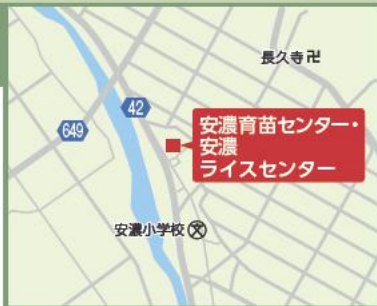 長久寺卍
42
649
安濃育苗センター・
安濃
ライスセンター
安濃小学校